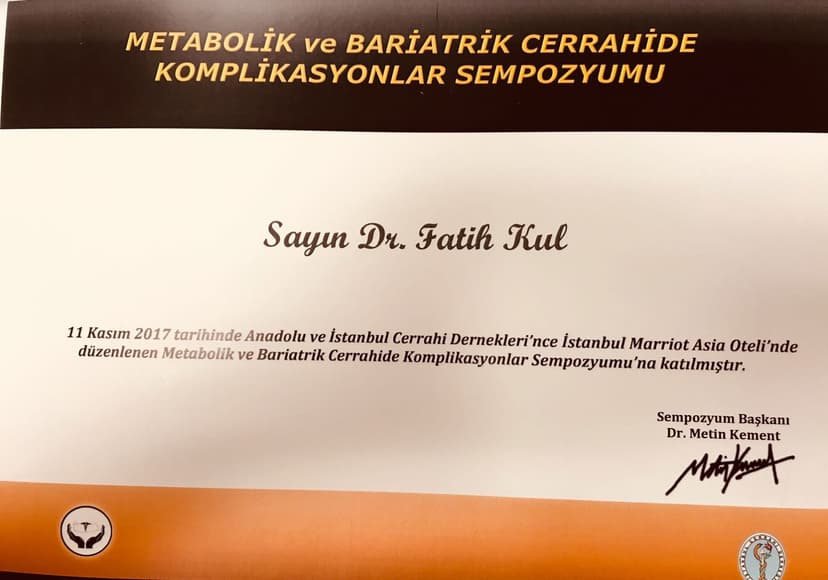 METABOLİK ve BARİATRİK CERRAHİDE
KOMPLİKASYONLAR SEMPOZYUMU
Sayın Dr. Fatih Kul
11 Kasım 2017 tarihinde Anadolu ve İstanbul Cerrahi Dernekleri'nce İstanbul Marriot Asia Oteli'nde
düzenlenen Metabolik ve Bariatrik Cerrahide Komplikasyonlar Sempozyumu'na katılmıştır.
Sempozyum Başkanı
Dr. Metin Kement